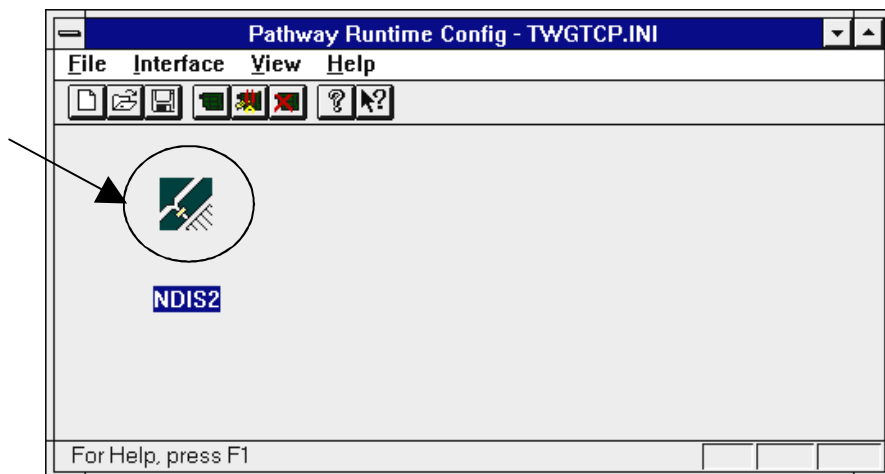 Pathway Runtime Config - TWGTCP.INI
File Interface View Help
NDIS2
For Help, press F1